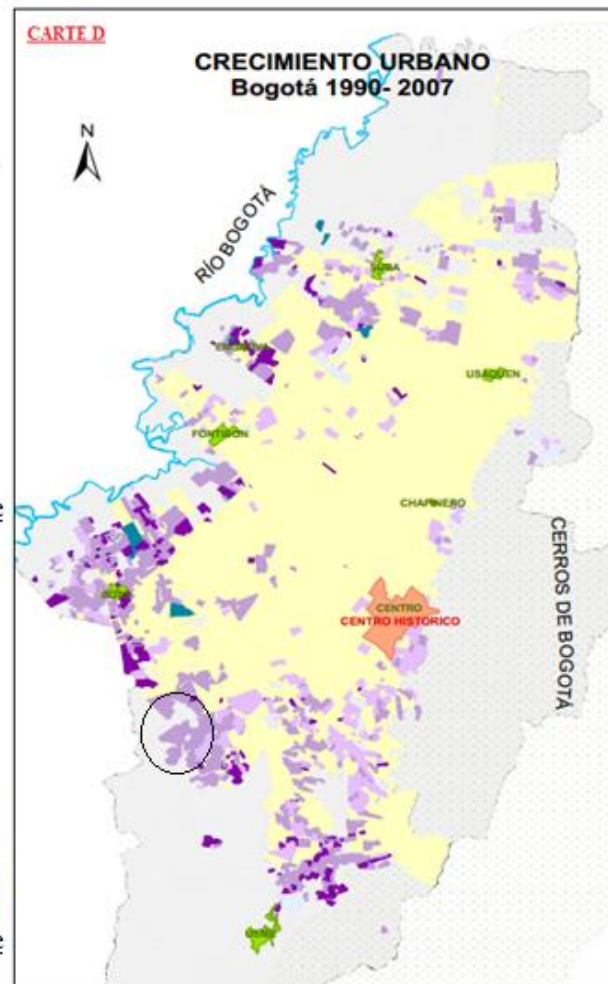 CARTE D
CRECIMIENTO URBANO
Bogotá 1990- 2007
N
RÍO BOGOTÁ
SUBA
USAQUEN
FONTIBON
CHAPINERO
CENTRO
CENTRO HISTORICO
CERROS DE BOGOTÁ